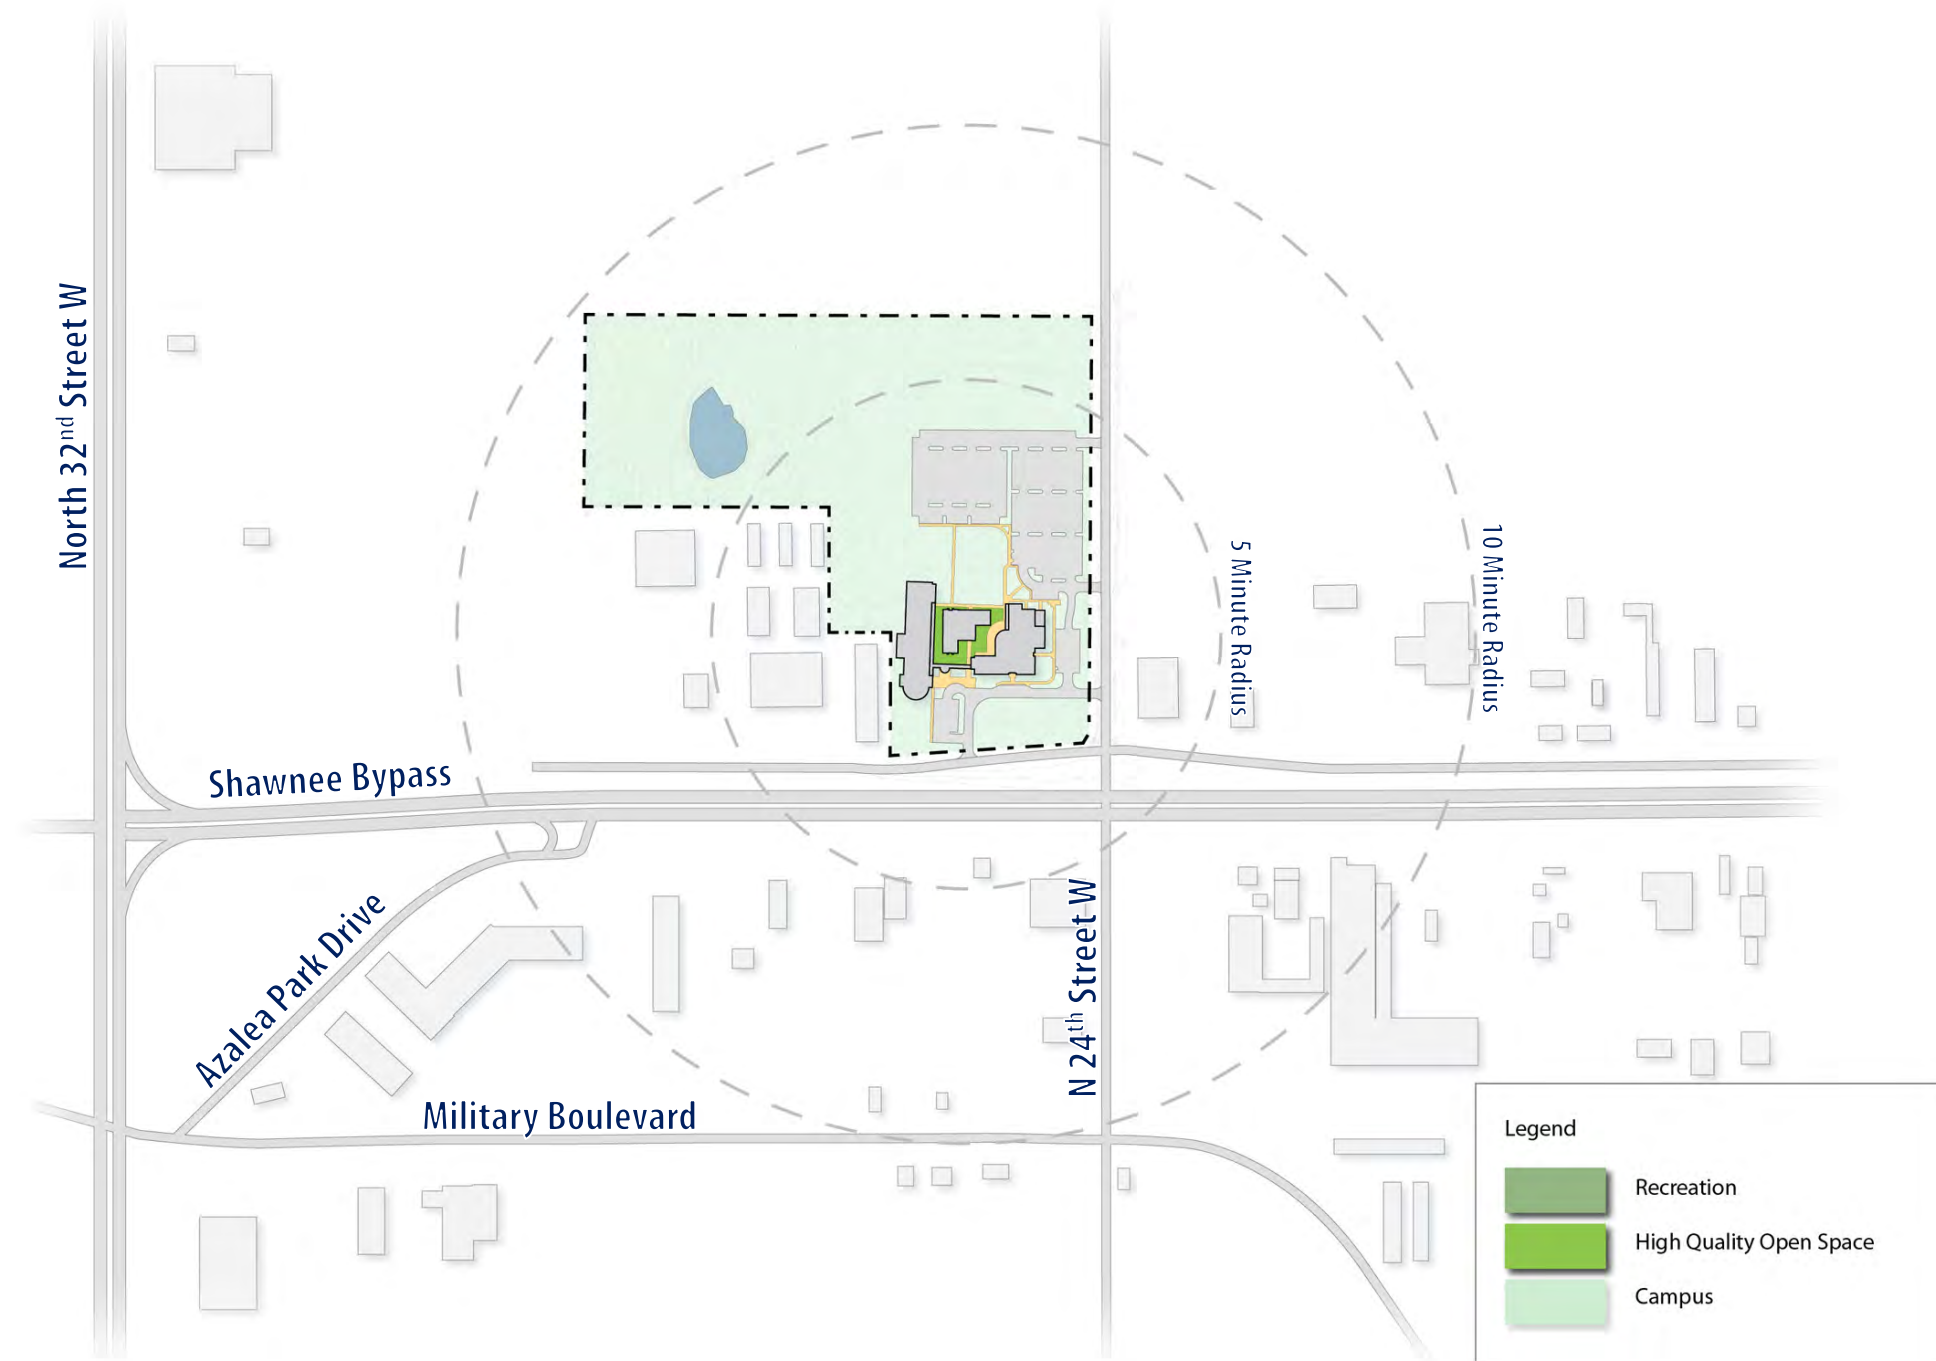 North 32nd Street W
5 Minute Radius
10 Minute Radius
Shawnee Bypass
Azalea Park Drive
N 24th Street W
Military Boulevard
Legend
Recreation
High Quality Open Space
Campus